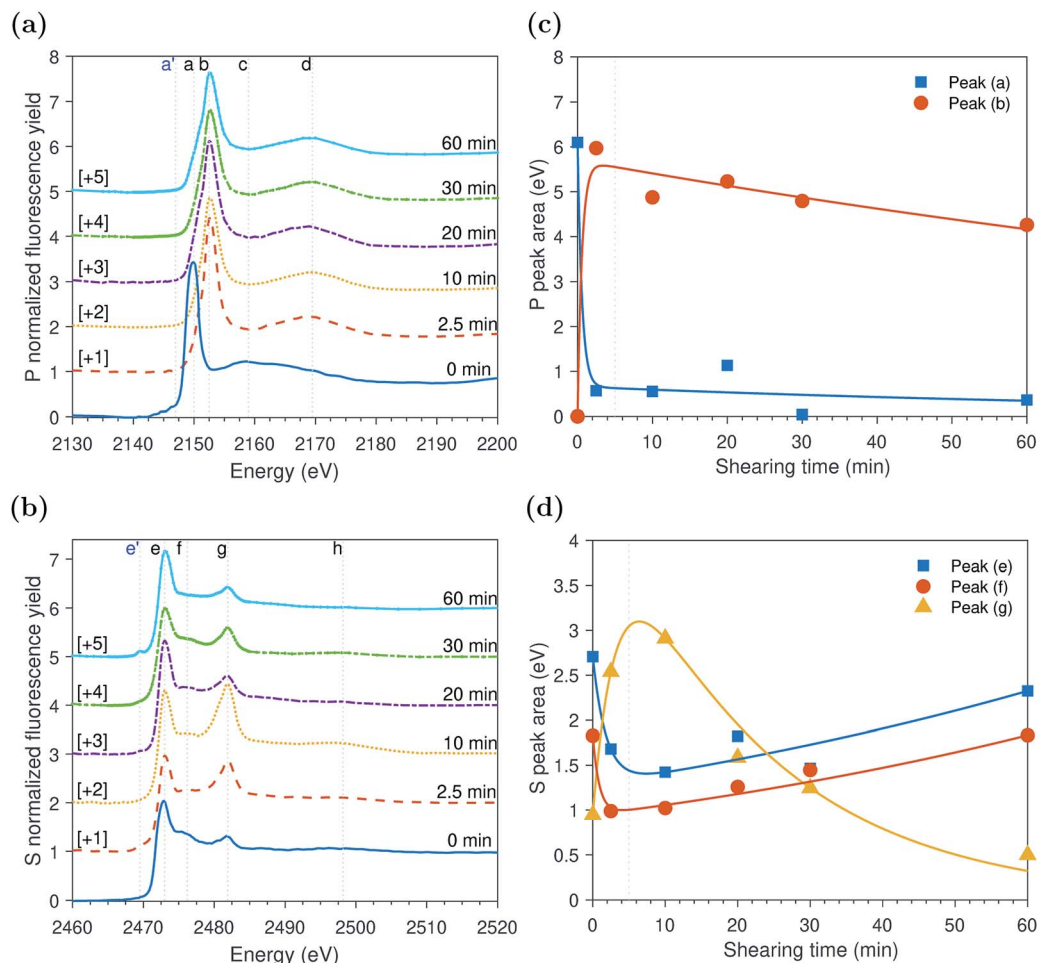 (a)
a' a b c d
P normalized fluorescence yield
8
7
6
5
4
3
2
1
0
[+5]
[+4]
[+3]
[+2]
[+1]
60 min
30 min
20 min
10 min
2.5 min
0 min
2130 2140 2150 2160 2170 2180 2190 2200
Energy (eV)
(c)
P peak area (eV)
8
7
6
5
4
3
2
1
0
Peak (a)
Peak (b)
0 10 20 30 40 50 60
Shearing time (min)
(b)
e' e f g h
S normalized fluorescence yield
7
6
5
4
3
2
1
0
[+5]
[+4]
[+3]
[+2]
[+1]
60 min
30 min
20 min
10 min
2.5 min
0 min
2460 2470 2480 2490 2500 2510 2520
Energy (eV)
(d)
S peak area (eV)
4
3.5
3
2.5
2
1.5
1
0.5
0
Peak (e)
Peak (f)
Peak (g)
0 10 20 30 40 50 60
Shearing time (min)